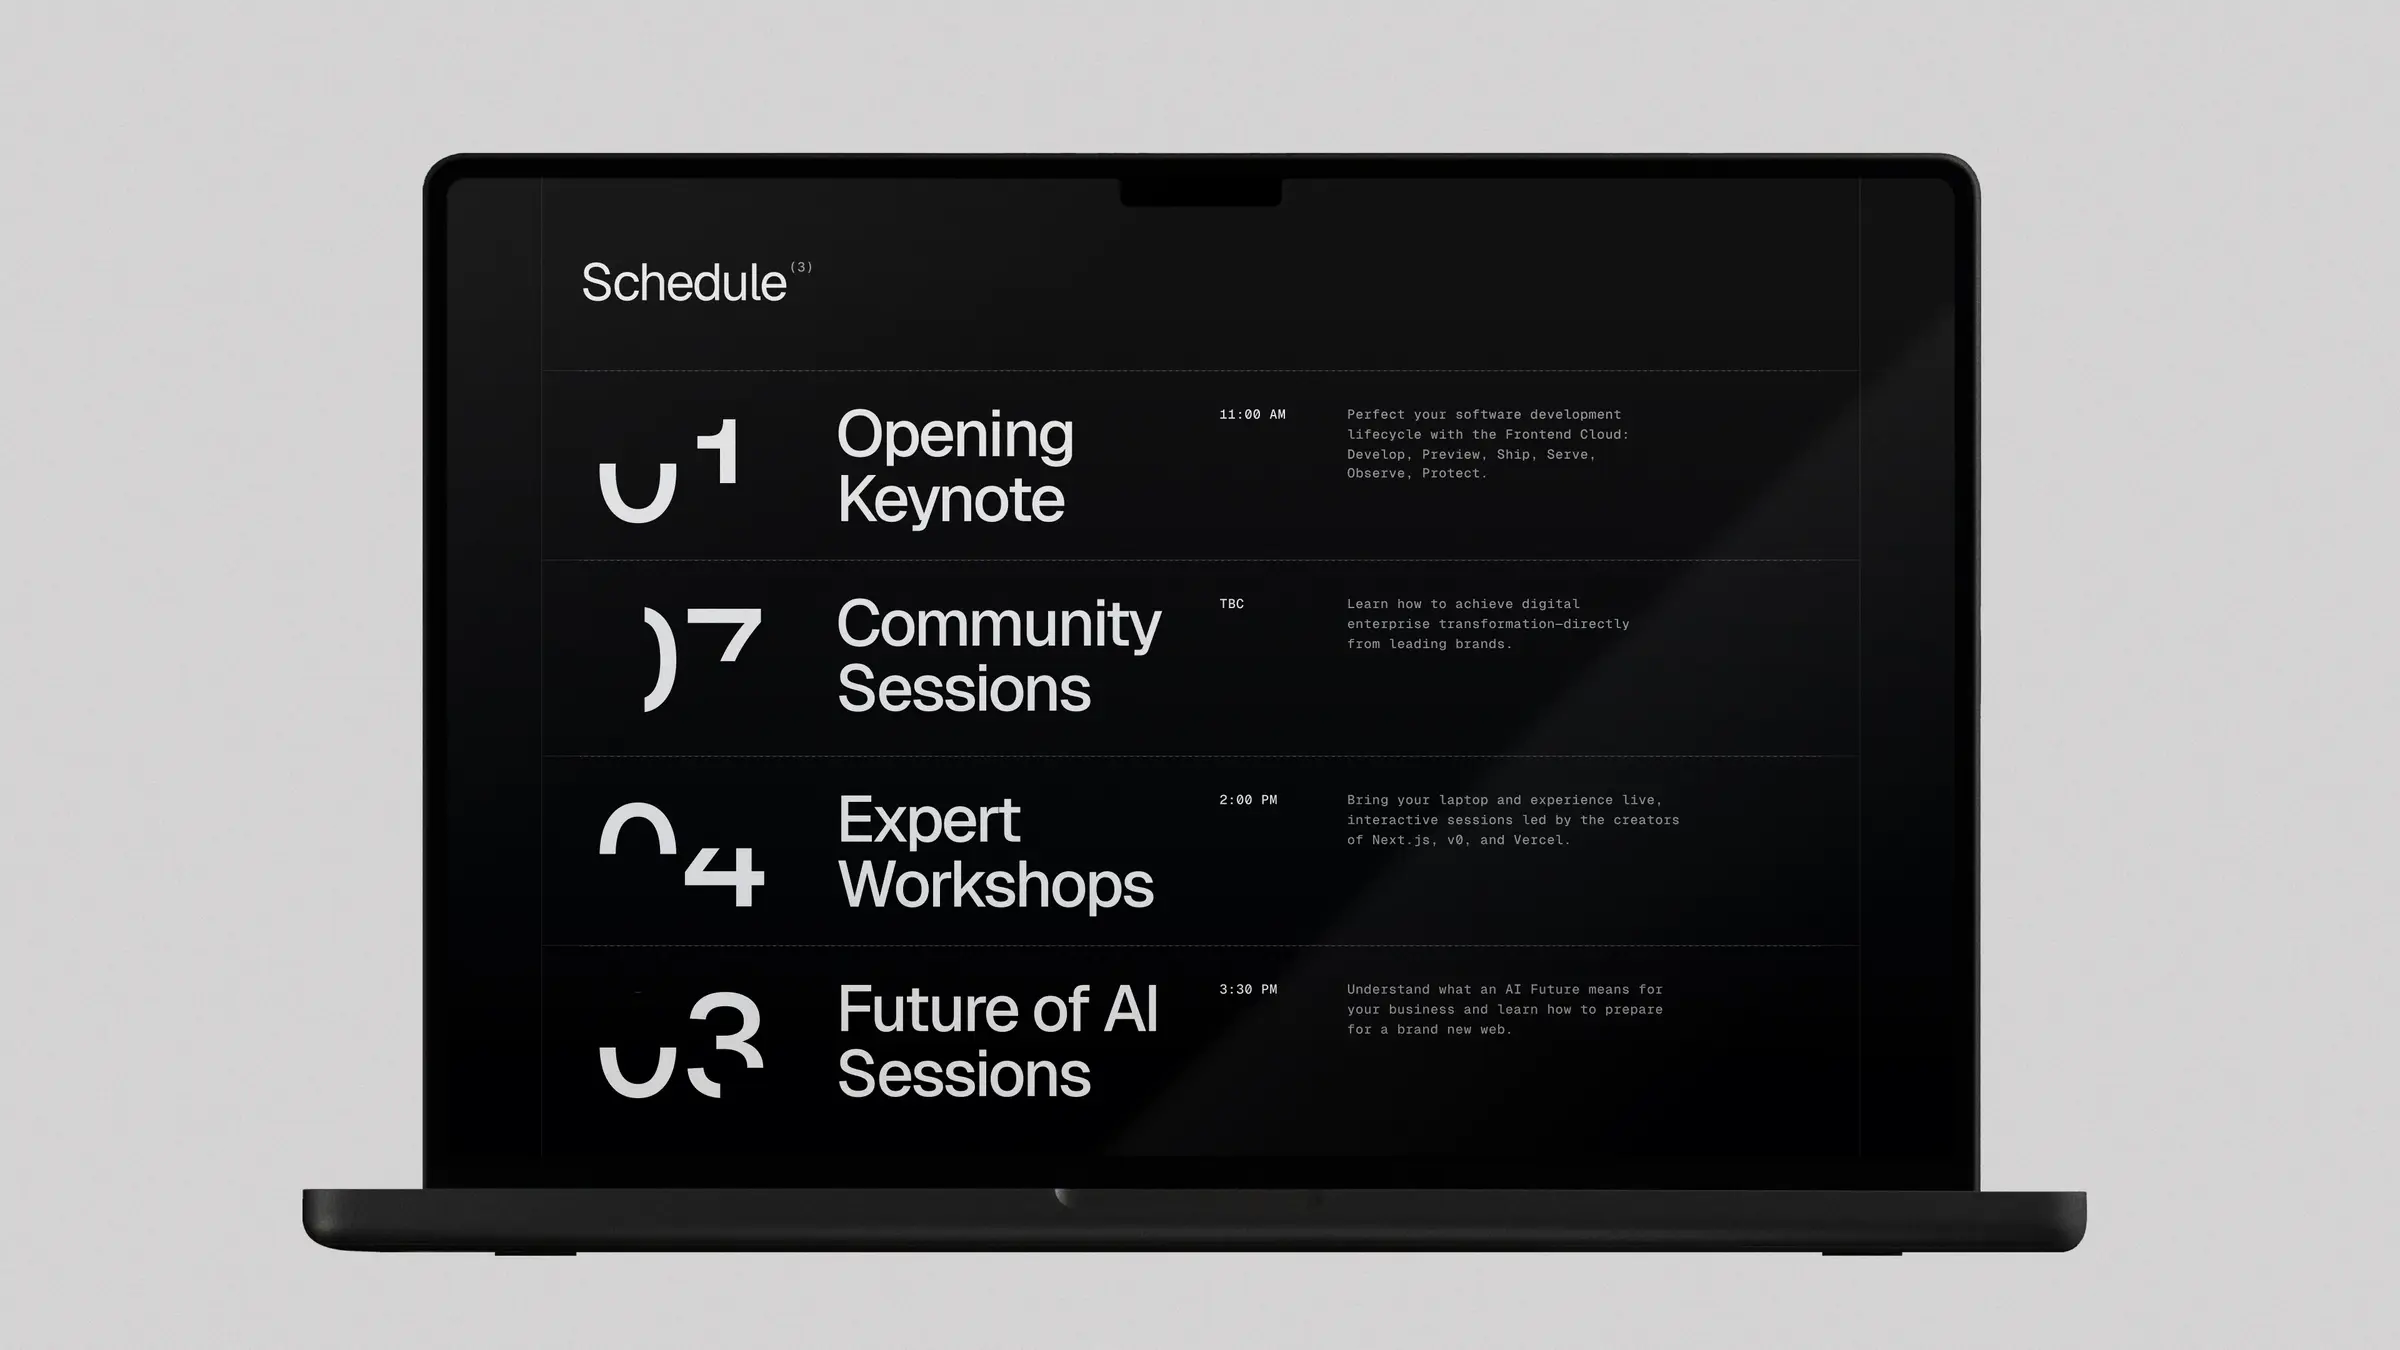 Schedule (3)
01
Opening
Keynote
11:00 AM
Perfect your software development
lifecycle with the Frontend Cloud:
Develop, Preview, Ship, Serve,
Observe, Protect.
07
Community
Sessions
TBC
Learn how to achieve digital
enterprise transformation—directly
from leading brands.
04
Expert
Workshops
2:00 PM
Bring your laptop and experience live,
interactive sessions led by the creators
of Next.js, v0, and Vercel.
03
Future of AI
Sessions
3:30 PM
Understand what an AI Future means for
your business and learn how to prepare
for a brand new web.